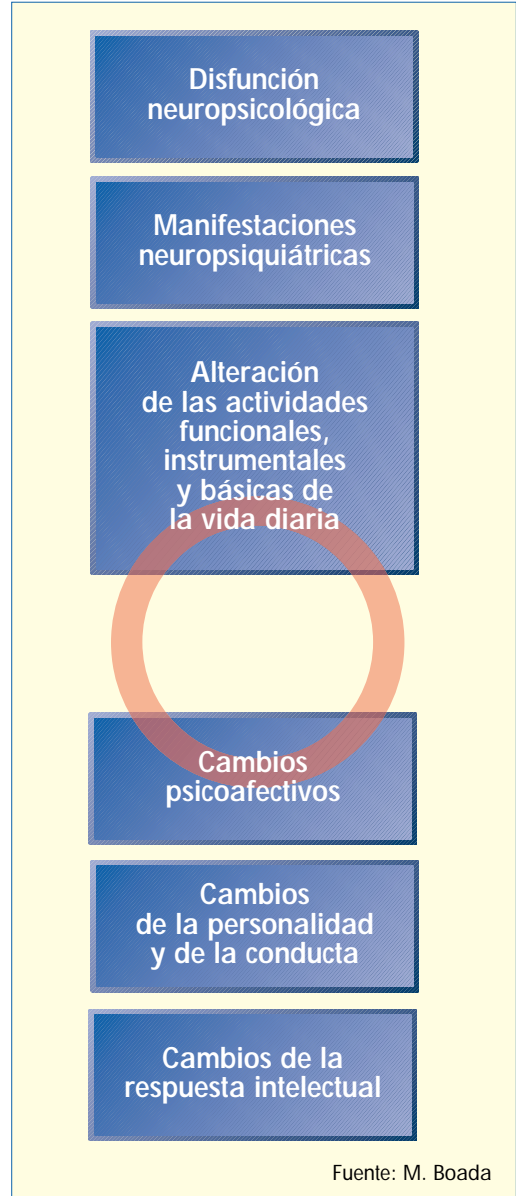 Disfunción
neuropsicológica
Manifestaciones
neuropsiquiátricas
Alteración
de las actividades
funcionales,
instrumentales
y básicas de
la vida diaria
Cambios
psicoafectivos
Cambios
de la personalidad
y de la conducta
Cambios de la
respuesta intelectual
Fuente: M. Boada